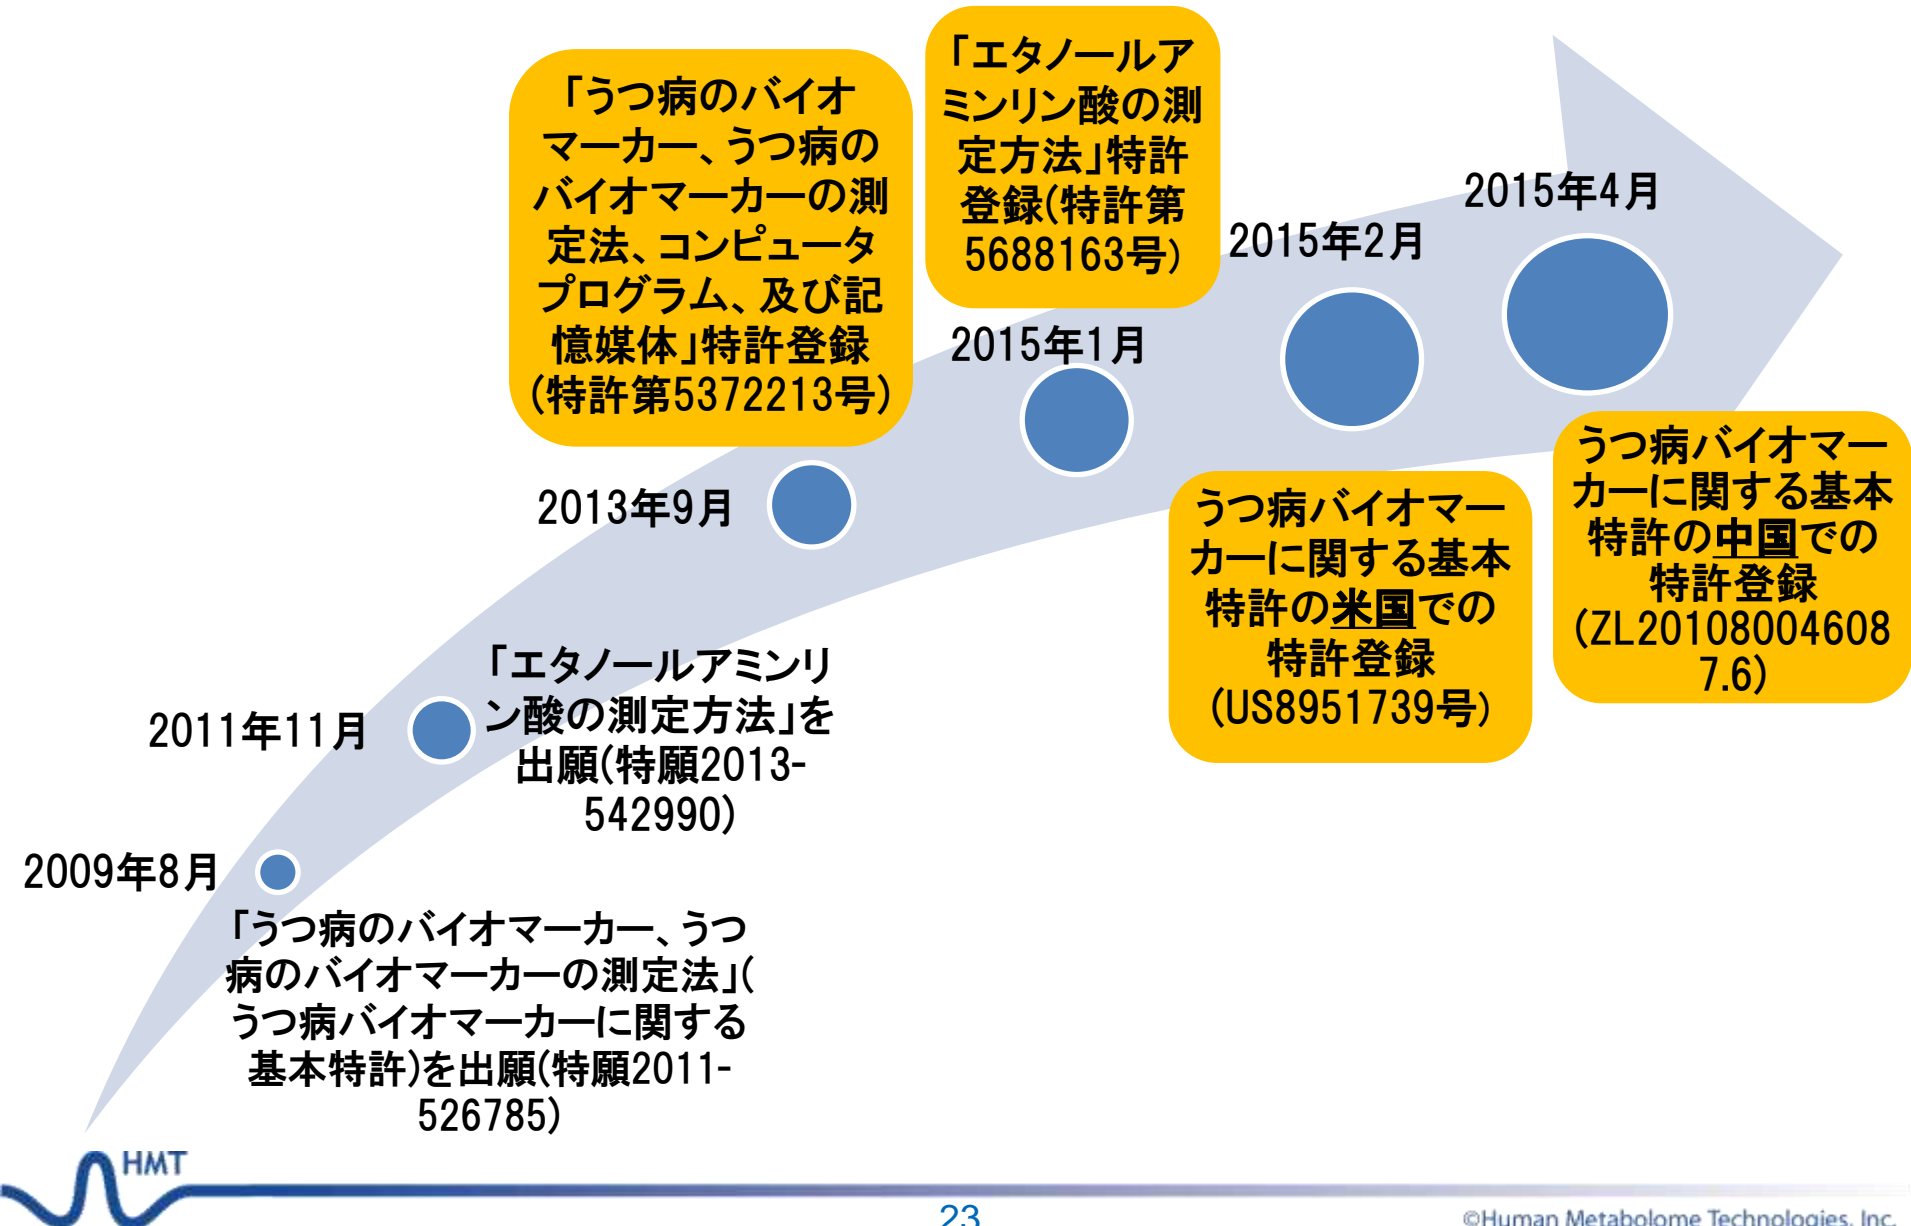 「うつ病のバイオ
マーカー、うつ病の
バイオマーカーの測
定法、コンピュータ
プログラム、及び記
憶媒体」特許登録
(特許第5372213号)
「エタノールア
ミンリン酸の測
定方法」特許
登録(特許第
5688163号)
2015年4月
2015年2月
2015年1月
2013年9月
うつ病バイオマー
カーに関する基本
特許の中国での
特許登録
(ZL20108004608
7.6)
うつ病バイオマー
カーに関する基本
特許の米国での
特許登録
(US8951739号)
2011年11月
「エタノールアミンリ
ン酸の測定方法」を
出願(特願2013-
542990)
2009年8月
「うつ病のバイオマーカー、うつ
病のバイオマーカーの測定法」(
うつ病バイオマーカーに関する
基本特許)を出願(特願2011-
526785)
HMT
23
©Human Metabolome Technologies, Inc.